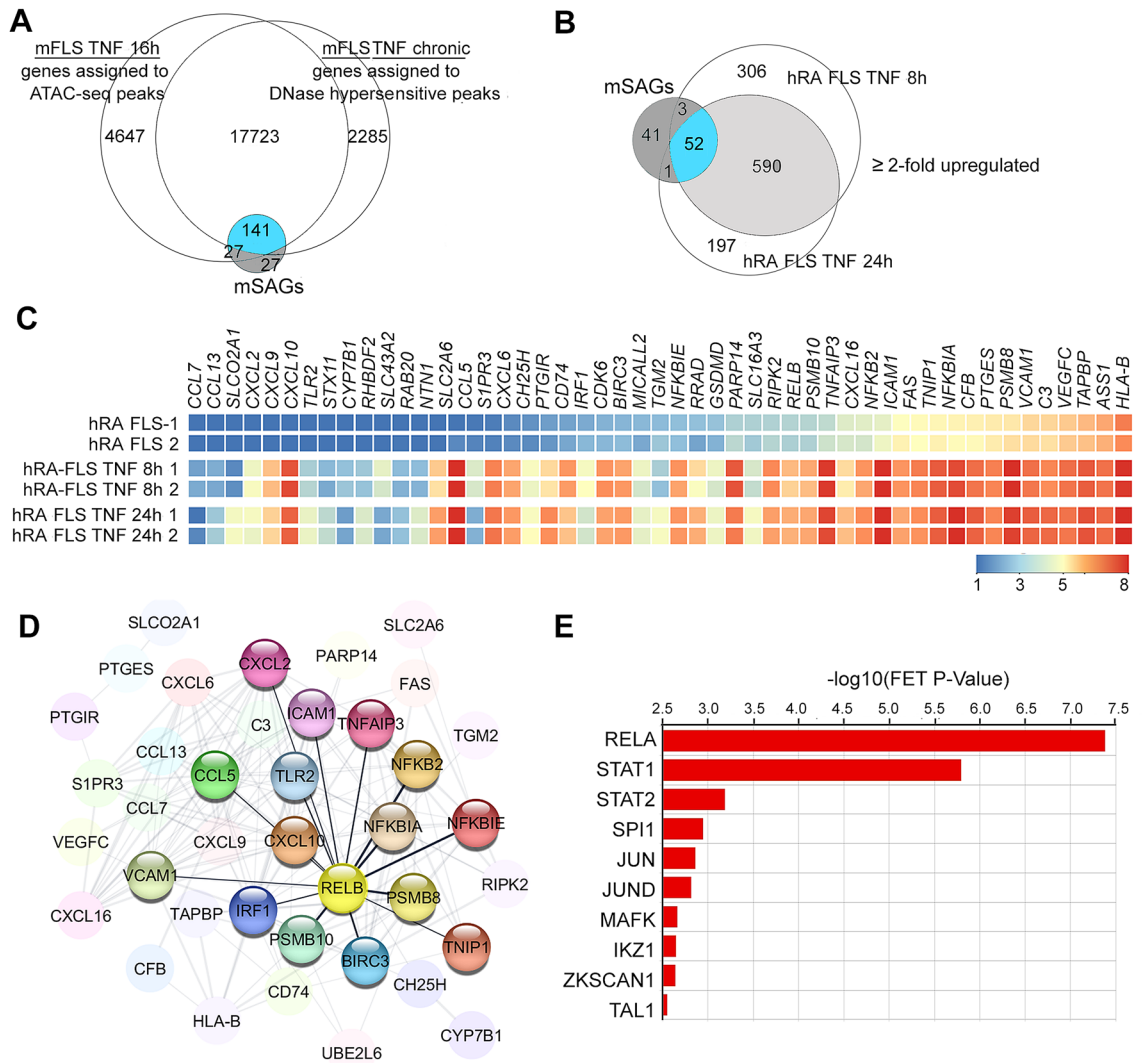 A
mFLS TNF 16h
genes assigned to
ATAC-seq peaks
mFLS TNF chronic
genes assigned to
DNase hypersensitive peaks
4647
17723
2285
141
27
27
mSAGs
B
306
hRA FLS TNF 8h
mSAGs
3
41
52
590
1
≥ 2-fold upregulated
197
hRA FLS TNF 24h
C
CCL7
CCL13
SLCO2A1
CXCL2
CXCL9
CXCL10
TLR2
STX11
CYP7B1
RHBDF2
SLC43A2
RAB20
NTN1
SLC2A6
CCL5
S1PR3
CXCL6
CH25H
PTGIR
CD74
IRF1
CDK6
BIRC3
MICALL2
TGM2
NFKBIE
RRAD
GSDMD
PARP14
SLC16A3
RIPK2
RELB
PSMB10
TNFAIP3
CXCL16
NFKB2
ICAM1
FAS
TNIP1
NFKBIA
CFB
PTGES
PSMB8
VCAM1
C3
VEGFC
TAPBP
ASS1
HLA-B
hRA FLS-1
hRA FLS 2
hRA-FLS TNF 8h 1
hRA-FLS TNF 8h 2
hRA FLS TNF 24h 1
hRA FLS TNF 24h 2
1 3 5 8
D
SLCO2A1
SLC2A6
PTGES
CXCL2
PARP14
CXCL6
FAS
PTGIR
ICAM1
C3
TNFAIP3
TGM2
CCL13
NFKB2
S1PR3
CCL5
TLR2
CCL7
NFKBIA
NFKBIE
VEGFC
CXCL9
CXCL10
VCAM1
RELB
PSMB8
RIPK2
CXCL16
TAPBP
IRF1
PSMB10
TNIP1
CFB
BIRC3
CD74
CH25H
HLA-B
CYP7B1
UBE2L6
E
-log10(FET P-Value)
2.5 3.0 3.5 4.0 4.5 5.0 5.5 6.0 6.5 7.0 7.5
RELA
STAT1
STAT2
SPI1
JUN
JUND
MAFK
IKZ1
ZKSCAN1
TAL1